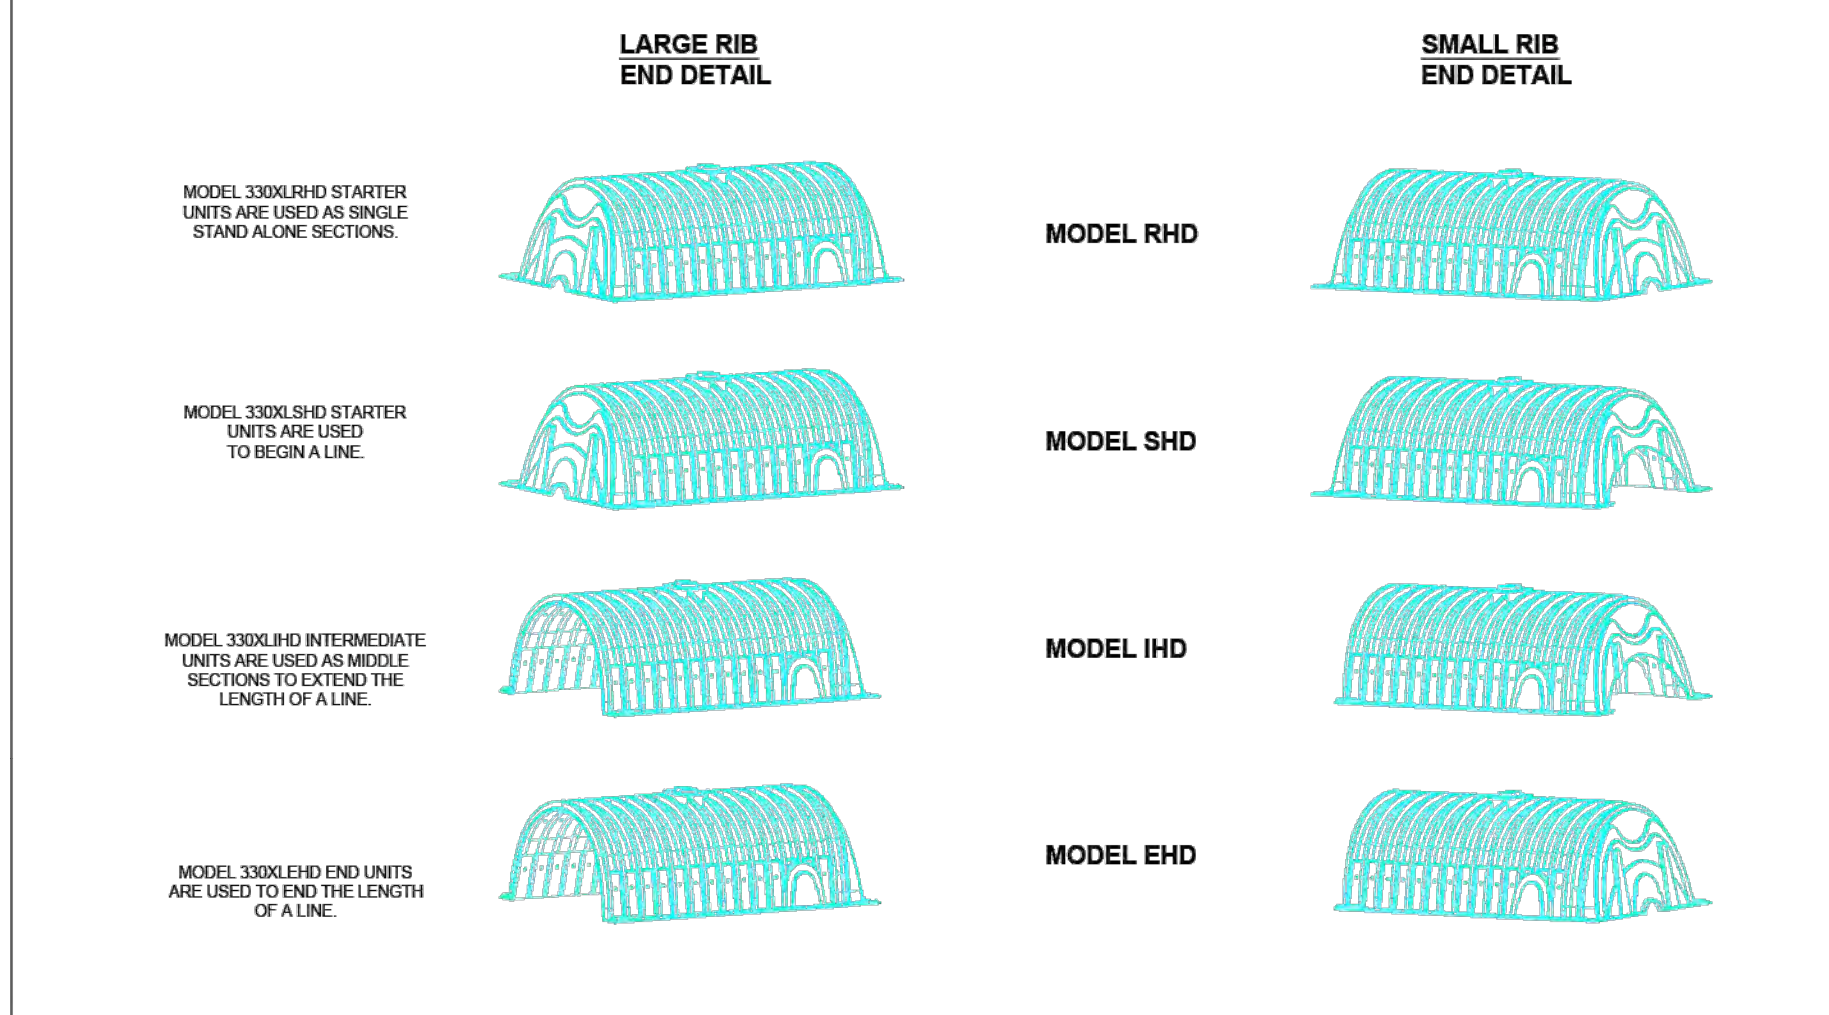 LARGE RIB
END DETAIL
SMALL RIB
END DETAIL
MODEL 330XLRHD STARTER
UNITS ARE USED AS SINGLE
STAND ALONE SECTIONS.
MODEL RHD
MODEL 330XLSHD STARTER
UNITS ARE USED
TO BEGIN A LINE.
MODEL SHD
MODEL 330XLIHD INTERMEDIATE
UNITS ARE USED AS MIDDLE
SECTIONS TO EXTEND THE
LENGTH OF A LINE.
MODEL IHD
MODEL 330XLEHD END UNITS
ARE USED TO END THE LENGTH
OF A LINE.
MODEL EHD